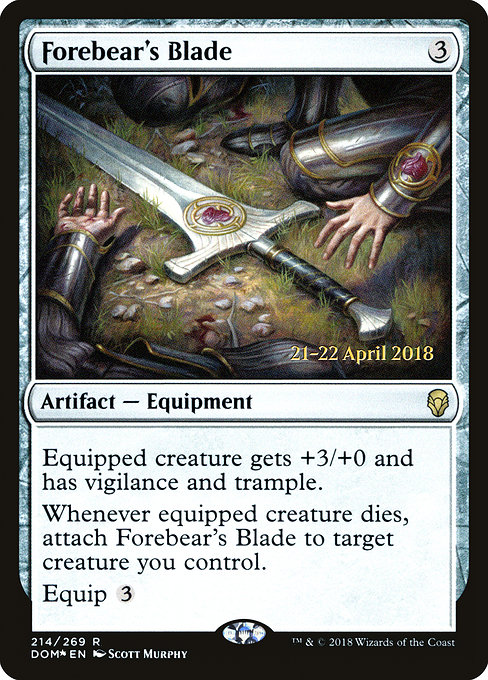 Forebear's Blade 3
21–22 April 2018
Artifact — Equipment
Equipped creature gets +3/+0 and
has vigilance and trample.
Whenever equipped creature dies,
attach Forebear's Blade to target
creature you control.
Equip 3
214/269 R
DOM★EN Scott Murphy
™ & © 2018 Wizards of the Coast